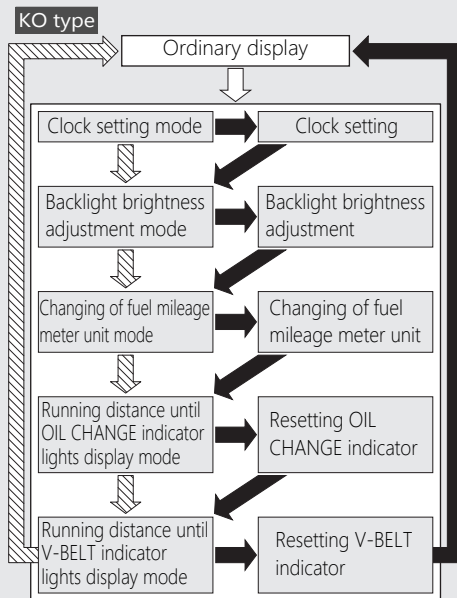 KO type
Ordinary display
Clock setting mode
Clock setting
Backlight brightness
adjustment mode
Backlight brightness
adjustment
Changing of fuel mileage
meter unit mode
Changing of fuel
mileage meter unit
Running distance until
OIL CHANGE indicator
lights display mode
Resetting OIL
CHANGE indicator
Running distance until
V-BELT indicator
lights display mode
Resetting V-BELT
indicator